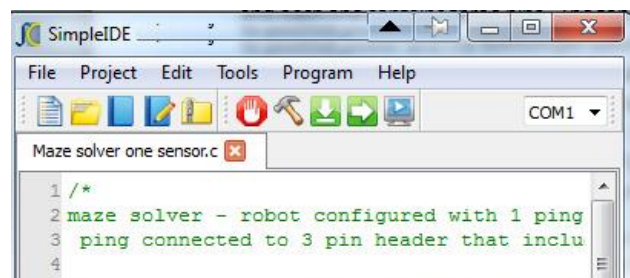 SimpleIDE
File Project Edit Tools Program Help
COM1
Maze solver one sensor.c
1 /*
2 maze solver - robot configured with 1 ping
3 ping connected to 3 pin header that inclu
4